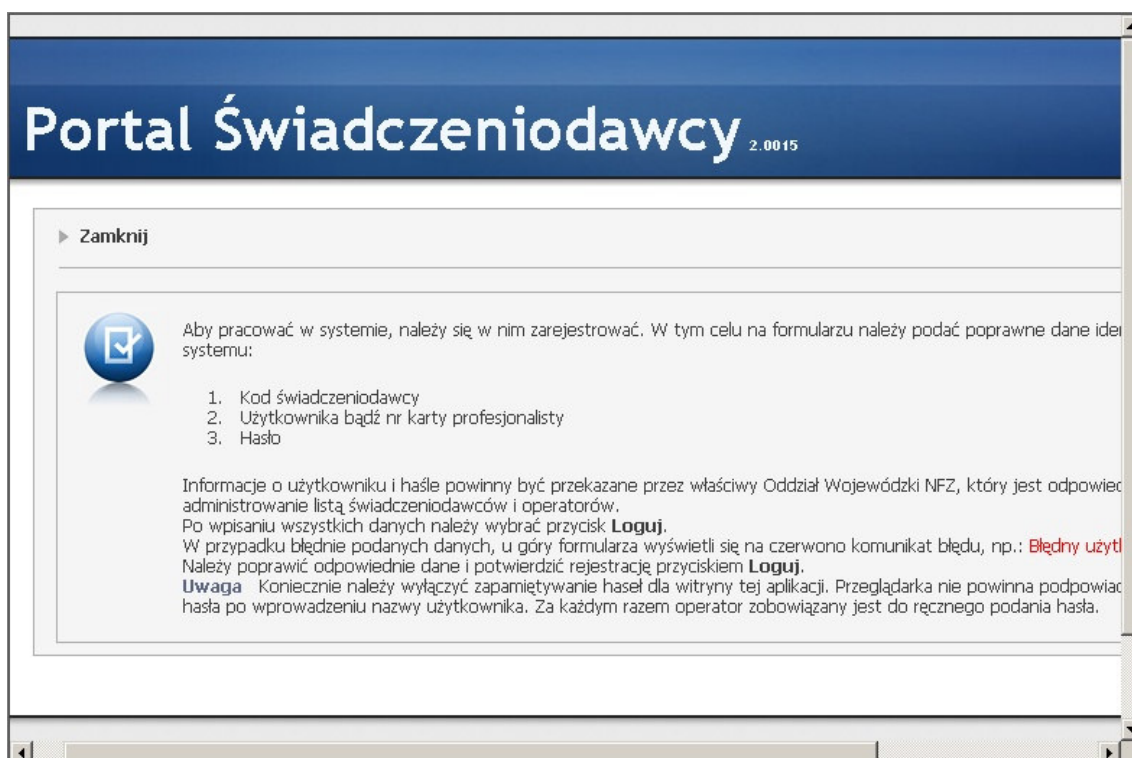 Portal Świadczeniodawcy 2.0015
Zamknij
Aby pracować w systemie, należy się w nim zarejestrować. W tym celu na formularzu należy podać poprawne dane
systemu:
1. Kod świadczeniodawcy
2. Użytkownika bądź nr karty profesjonalisty
3. Hasło
Informacje o użytkowniku i haśle powinny być przekazane przez właściwy Oddział Wojewódzki NFZ, który jest
administrowanie listą świadczeniodawców i operatorów.
Po wpisaniu wszystkich danych należy wybrać przycisk Loguj.
W przypadku błędnie podanych danych, u góry formularza wyświetli się na czerwono komunikat błędu, np.: Błędny
Należy poprawić odpowiednie dane i potwierdzić rejestrację przyciskiem Loguj.
Uwaga Koniecznie należy wyłączyć zapamiętywanie haseł dla witryny tej aplikacji. Przeglądarka nie powinna
hasła po wprowadzeniu nazwy użytkownika. Za każdym razem operator zobowiązany jest do ręcznego podania hasła.